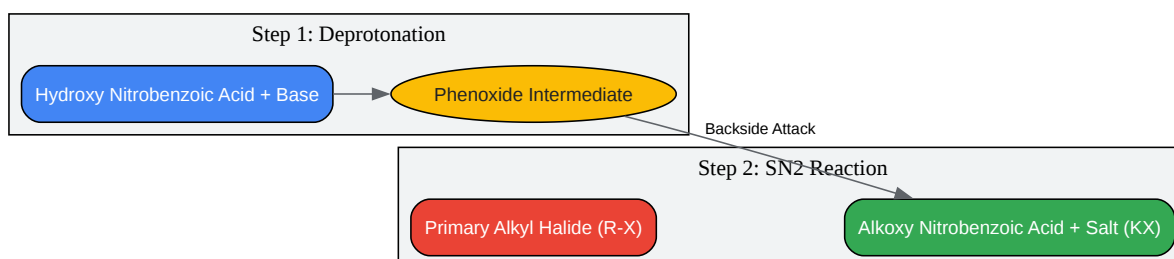 Step 1: Deprotonation
Hydroxy Nitrobenzoic Acid + Base
Phenoxide Intermediate
Backside Attack
Step 2: SN2 Reaction
Primary Alkyl Halide (R-X)
Alkoxy Nitrobenzoic Acid + Salt (KX)